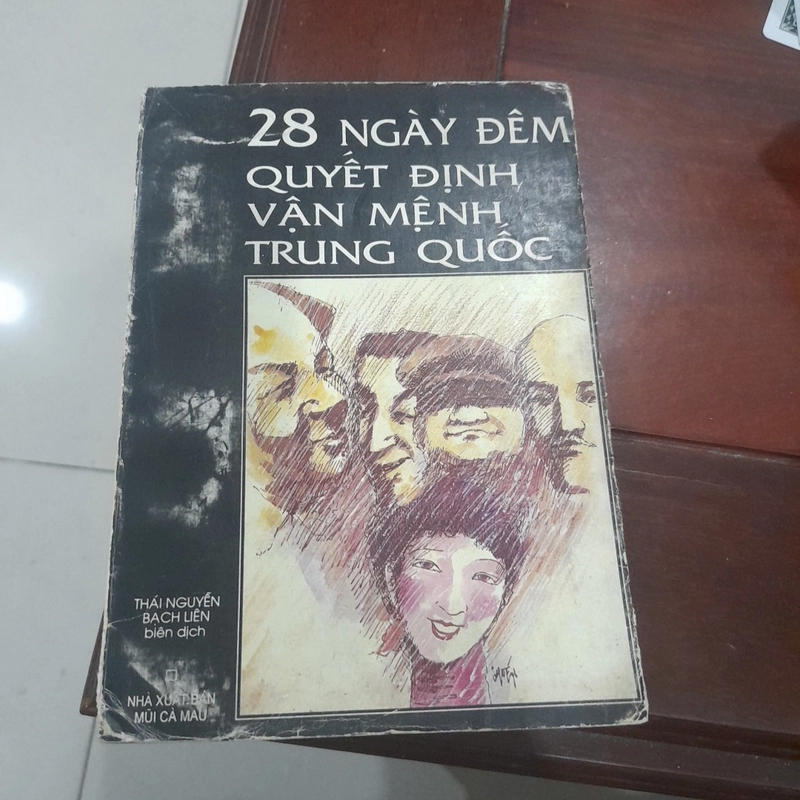 28 NGÀY ĐÊM
QUYẾT ĐỊNH
VẬN MỆNH
TRUNG QUỐC
THÁI NGUYỄN
BẠCH LIÊN
biên dịch
NHÀ XUẤT BẢN
MŨI CÀ MAU